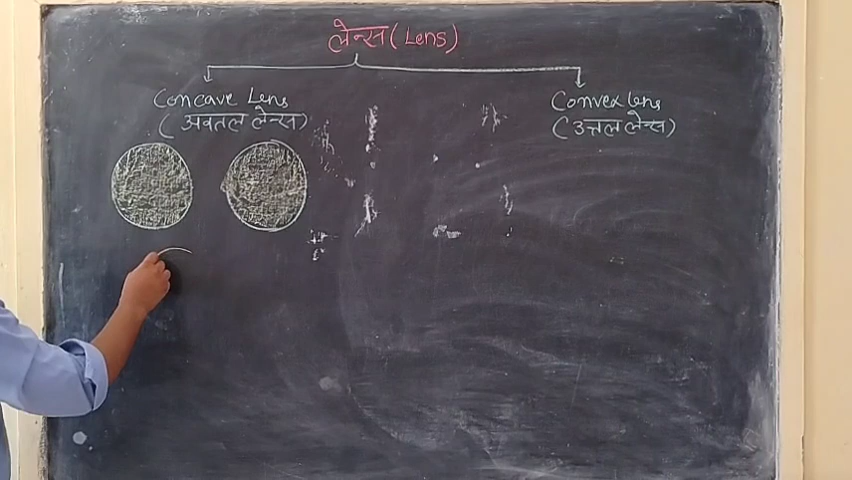 लेन्स (Lens)
Concave Lens
(अवतल लेन्स)
Convex Lens
(उत्तल लेन्स)